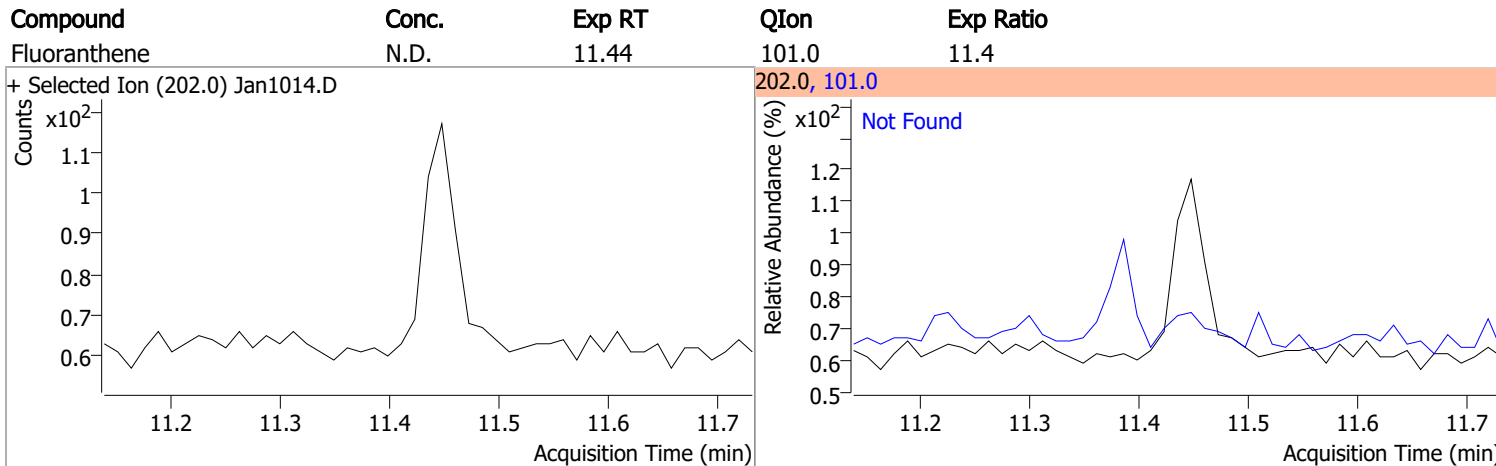 Compound Conc. Exp RT QIon Exp Ratio
Fluoranthene N.D. 11.44 101.0 11.4
+ Selected Ion (202.0) Jan1014.D
Counts
x10²
1.1
1
0.9
0.8
0.7
0.6
11.2 11.3 11.4 11.5 11.6 11.7
Acquisition Time (min)
202.0, 101.0
Relative Abundance (%)
x10²
Not Found
1.2
1.1
1
0.9
0.8
0.7
0.6
0.5
11.2 11.3 11.4 11.5 11.6 11.7
Acquisition Time (min)